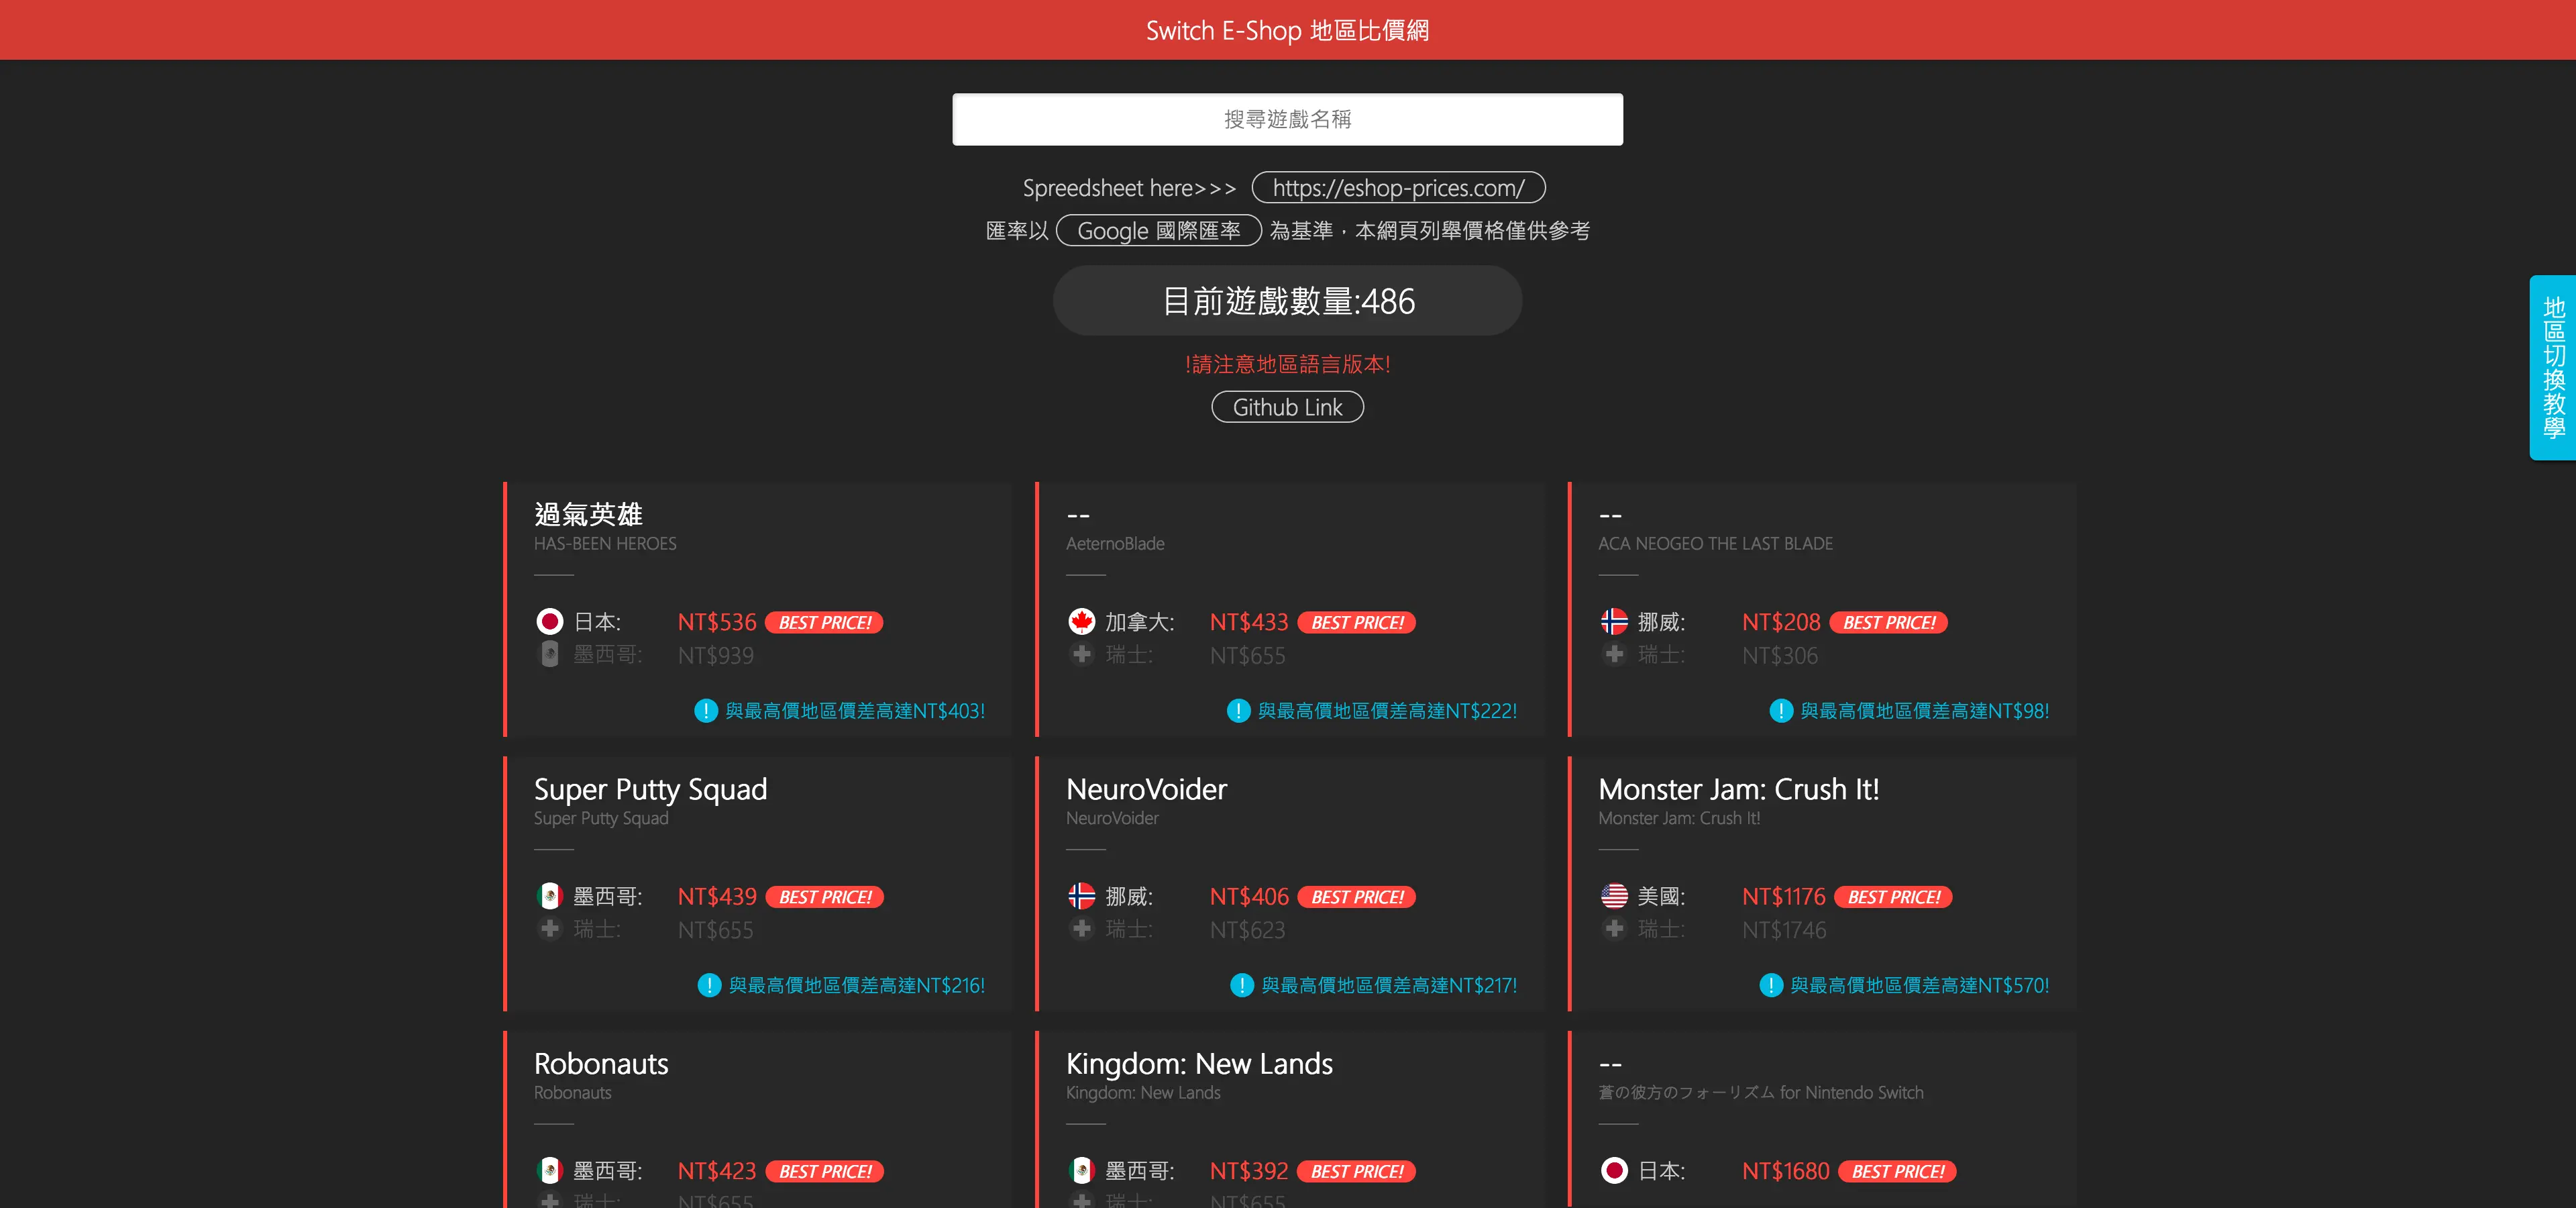 Switch E-Shop 地區比價網
搜尋遊戲名稱
Spreedsheet here>>> https://eshop-prices.com/
匯率以 Google 國際匯率 為基準，本網頁列舉價格僅供參考
目前遊戲數量:486
!請注意地區語言版本!
Github Link
地區切換教學
過氣英雄
HAS-BEEN HEROES
日本: NT$536 BEST PRICE!
墨西哥: NT$939
! 與最高價地區價差高達NT$403!
--
AeternoBlade
加拿大: NT$433 BEST PRICE!
瑞士: NT$655
! 與最高價地區價差高達NT$222!
--
ACA NEOGEO THE LAST BLADE
挪威: NT$208 BEST PRICE!
瑞士: NT$306
! 與最高價地區價差高達NT$98!
Super Putty Squad
Super Putty Squad
墨西哥: NT$439 BEST PRICE!
瑞士: NT$655
! 與最高價地區價差高達NT$216!
NeuroVoider
NeuroVoider
挪威: NT$406 BEST PRICE!
瑞士: NT$623
! 與最高價地區價差高達NT$217!
Monster Jam: Crush It!
Monster Jam: Crush It!
美國: NT$1176 BEST PRICE!
瑞士: NT$1746
! 與最高價地區價差高達NT$570!
Robonauts
Robonauts
墨西哥: NT$423 BEST PRICE!
瑞士: NT$655
Kingdom: New Lands
Kingdom: New Lands
墨西哥: NT$392 BEST PRICE!
瑞士: NT$655
--
蒼の彼方のフォーリズム for Nintendo Switch
日本: NT$1680 BEST PRICE!